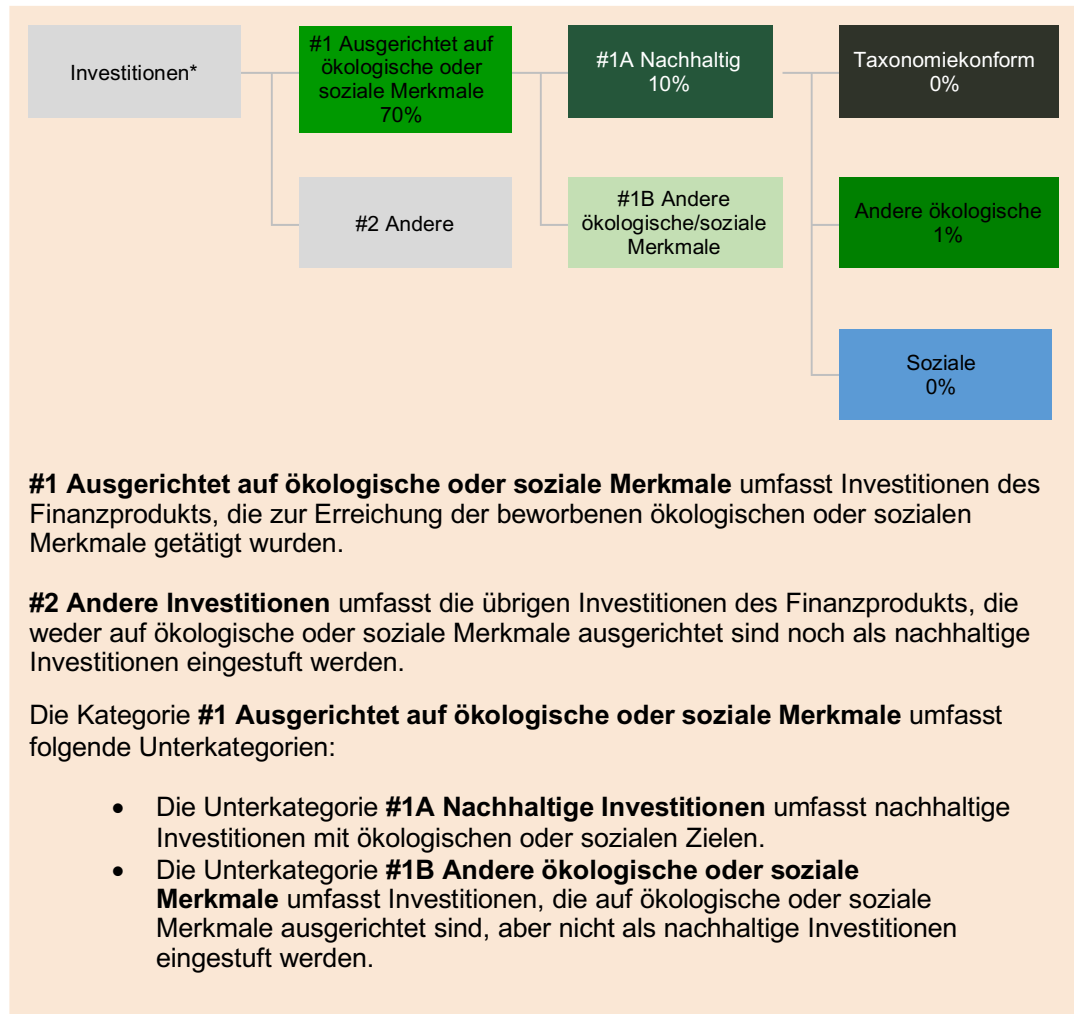 Investitionen*
#1 Ausgerichtet auf
ökologische oder
soziale Merkmale
70%
#1A Nachhaltig
10%
Taxonomiekonform
0%
#2 Andere
#1B Andere
ökologische/soziale
Merkmale
Andere ökologische
1%
Soziale
0%
#1 Ausgerichtet auf ökologische oder soziale Merkmale umfasst Investitionen des
Finanzprodukts, die zur Erreichung der beworbenen ökologischen oder sozialen
Merkmale getätigt wurden.
#2 Andere Investitionen umfasst die übrigen Investitionen des Finanzprodukts, die
weder auf ökologische oder soziale Merkmale ausgerichtet sind noch als nachhaltige
Investitionen eingestuft werden.
Die Kategorie #1 Ausgerichtet auf ökologische oder soziale Merkmale umfasst
folgende Unterkategorien:
• Die Unterkategorie #1A Nachhaltige Investitionen umfasst nachhaltige
Investitionen mit ökologischen oder sozialen Zielen.
• Die Unterkategorie #1B Andere ökologische oder soziale
Merkmale umfasst Investitionen, die auf ökologische oder soziale
Merkmale ausgerichtet sind, aber nicht als nachhaltige Investitionen
eingestuft werden.